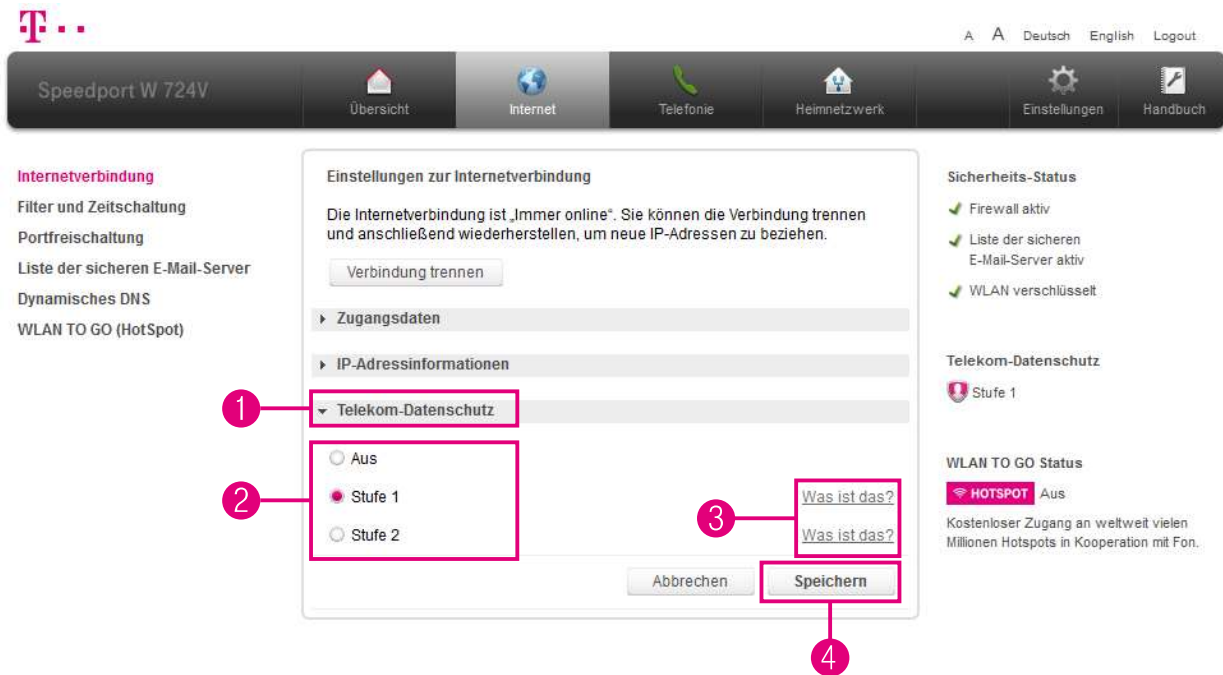 T
A A Deutsch English Logout
Speedport W 724V
Übersicht
Internet
Telefonie
Heimnetzwerk
Einstellungen
Handbuch
Internetverbindung
Filter und Zeitschaltung
Portfreischaltung
Liste der sicheren E-Mail-Server
Dynamisches DNS
WLAN TO GO (HotSpot)
Einstellungen zur Internetverbindung
Die Internetverbindung ist „Immer online“. Sie können die Verbindung trennen
und anschließend wiederherstellen, um neue IP-Adressen zu beziehen.
Verbindung trennen
Zugangsdaten
IP-Adressinformationen
1
Telekom-Datenschutz
2
Aus
Stufe 1
Was ist das?
Stufe 2
Was ist das?
3
Abbrechen
Speichern
4
Sicherheits-Status
Firewall aktiv
Liste der sicheren
E-Mail-Server aktiv
WLAN verschlüsselt
Telekom-Datenschutz
Stufe 1
WLAN TO GO Status
HOTSPOT Aus
Kostenloser Zugang an weltweit vielen
Millionen Hotspots in Kooperation mit Fon.